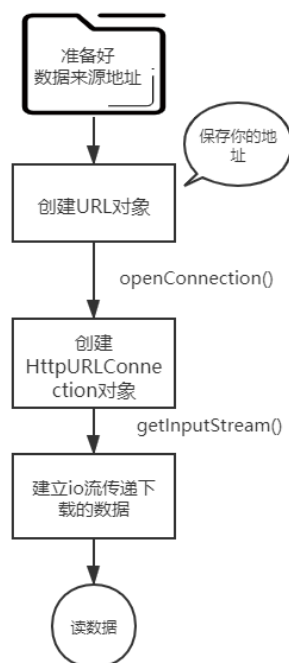 准备好
数据来源地址
保存你的地
址
创建URL对象
openConnection()
创建
HttpURLConne
ction对象
getInputStream()
建立io流传递下
载的数据
读数据